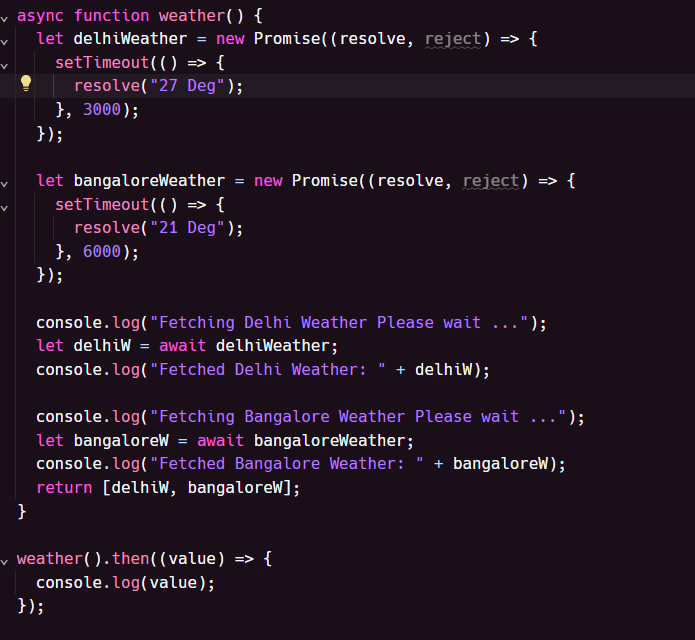 async function weather() {
  let delhiWeather = new Promise((resolve, reject) => {
    setTimeout(() => {
      resolve("27 Deg");
    }, 3000);
  });

  let bangaloreWeather = new Promise((resolve, reject) => {
    setTimeout(() => {
      resolve("21 Deg");
    }, 6000);
  });

  console.log("Fetching Delhi Weather Please wait ...");
  let delhiW = await delhiWeather;
  console.log("Fetched Delhi Weather: " + delhiW);

  console.log("Fetching Bangalore Weather Please wait ...");
  let bangaloreW = await bangaloreWeather;
  console.log("Fetched Bangalore Weather: " + bangaloreW);
  return [delhiW, bangaloreW];
}

weather().then((value) => {
  console.log(value);
});